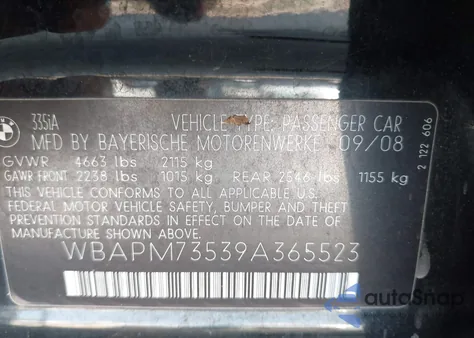 BMW
335iA VEHICLE TYPE: PASSENGER CAR
MFD BY BAYERISCHE MOTORENWERKE 09/08
GVWR 4663 lbs 2115 kg
GAWR FRONT 2238 lbs 1015 kg REAR 2546 lbs 1155 kg
THIS VEHICLE CONFORMS TO ALL APPLICABLE U.S.
FEDERAL MOTOR VEHICLE SAFETY, BUMPER AND THEFT
PREVENTION STANDARDS IN EFFECT ON THE DATE
OF MANUFACTURE SHOWN ABOVE.
WBAPM73539A365523
2 122 606
autoSnap